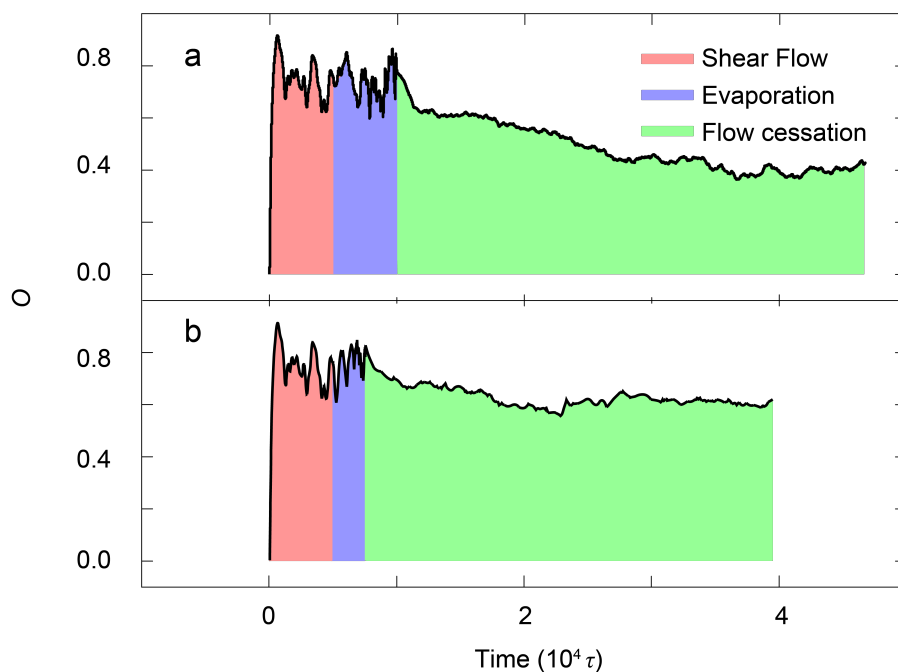 a
Shear Flow
Evaporation
Flow cessation
0.8
0.4
0.0
O
b
0.8
0.4
0.0
0 2 4
Time (10⁴ τ)